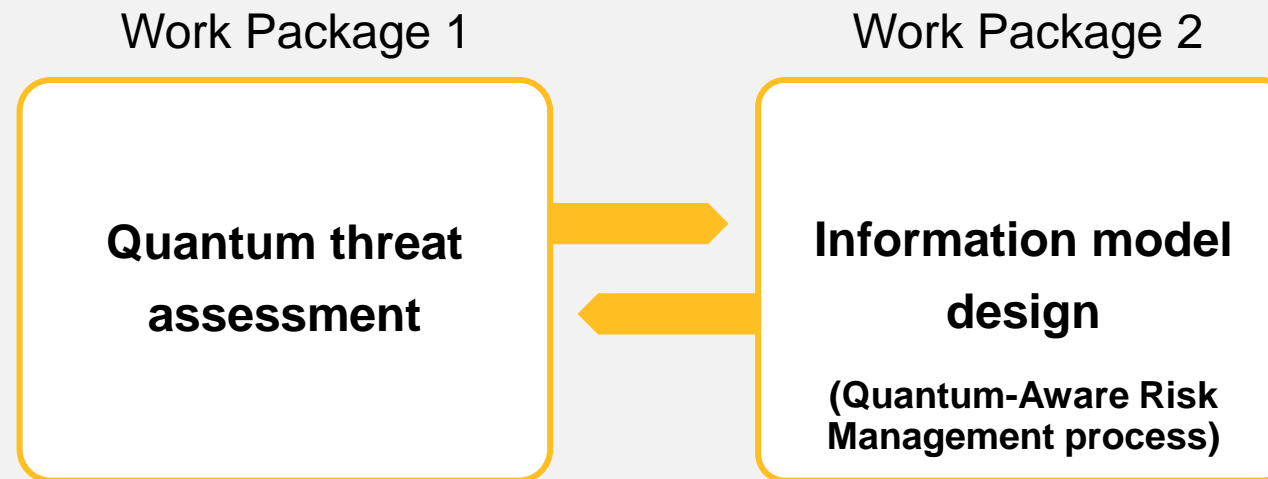 Work Package 1
Work Package 2
Quantum threat
assessment
Information model
design
(Quantum-Aware Risk
Management process)